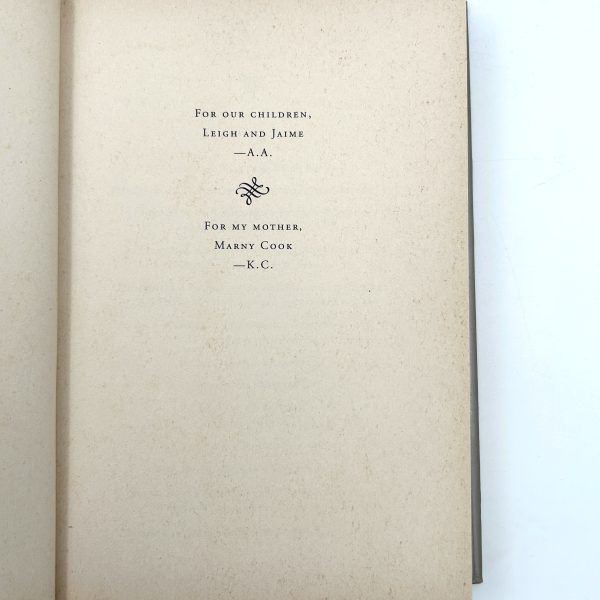 For our children,
Leigh and Jaime
—A.A.
For my mother,
Marny Cook
—K.C.